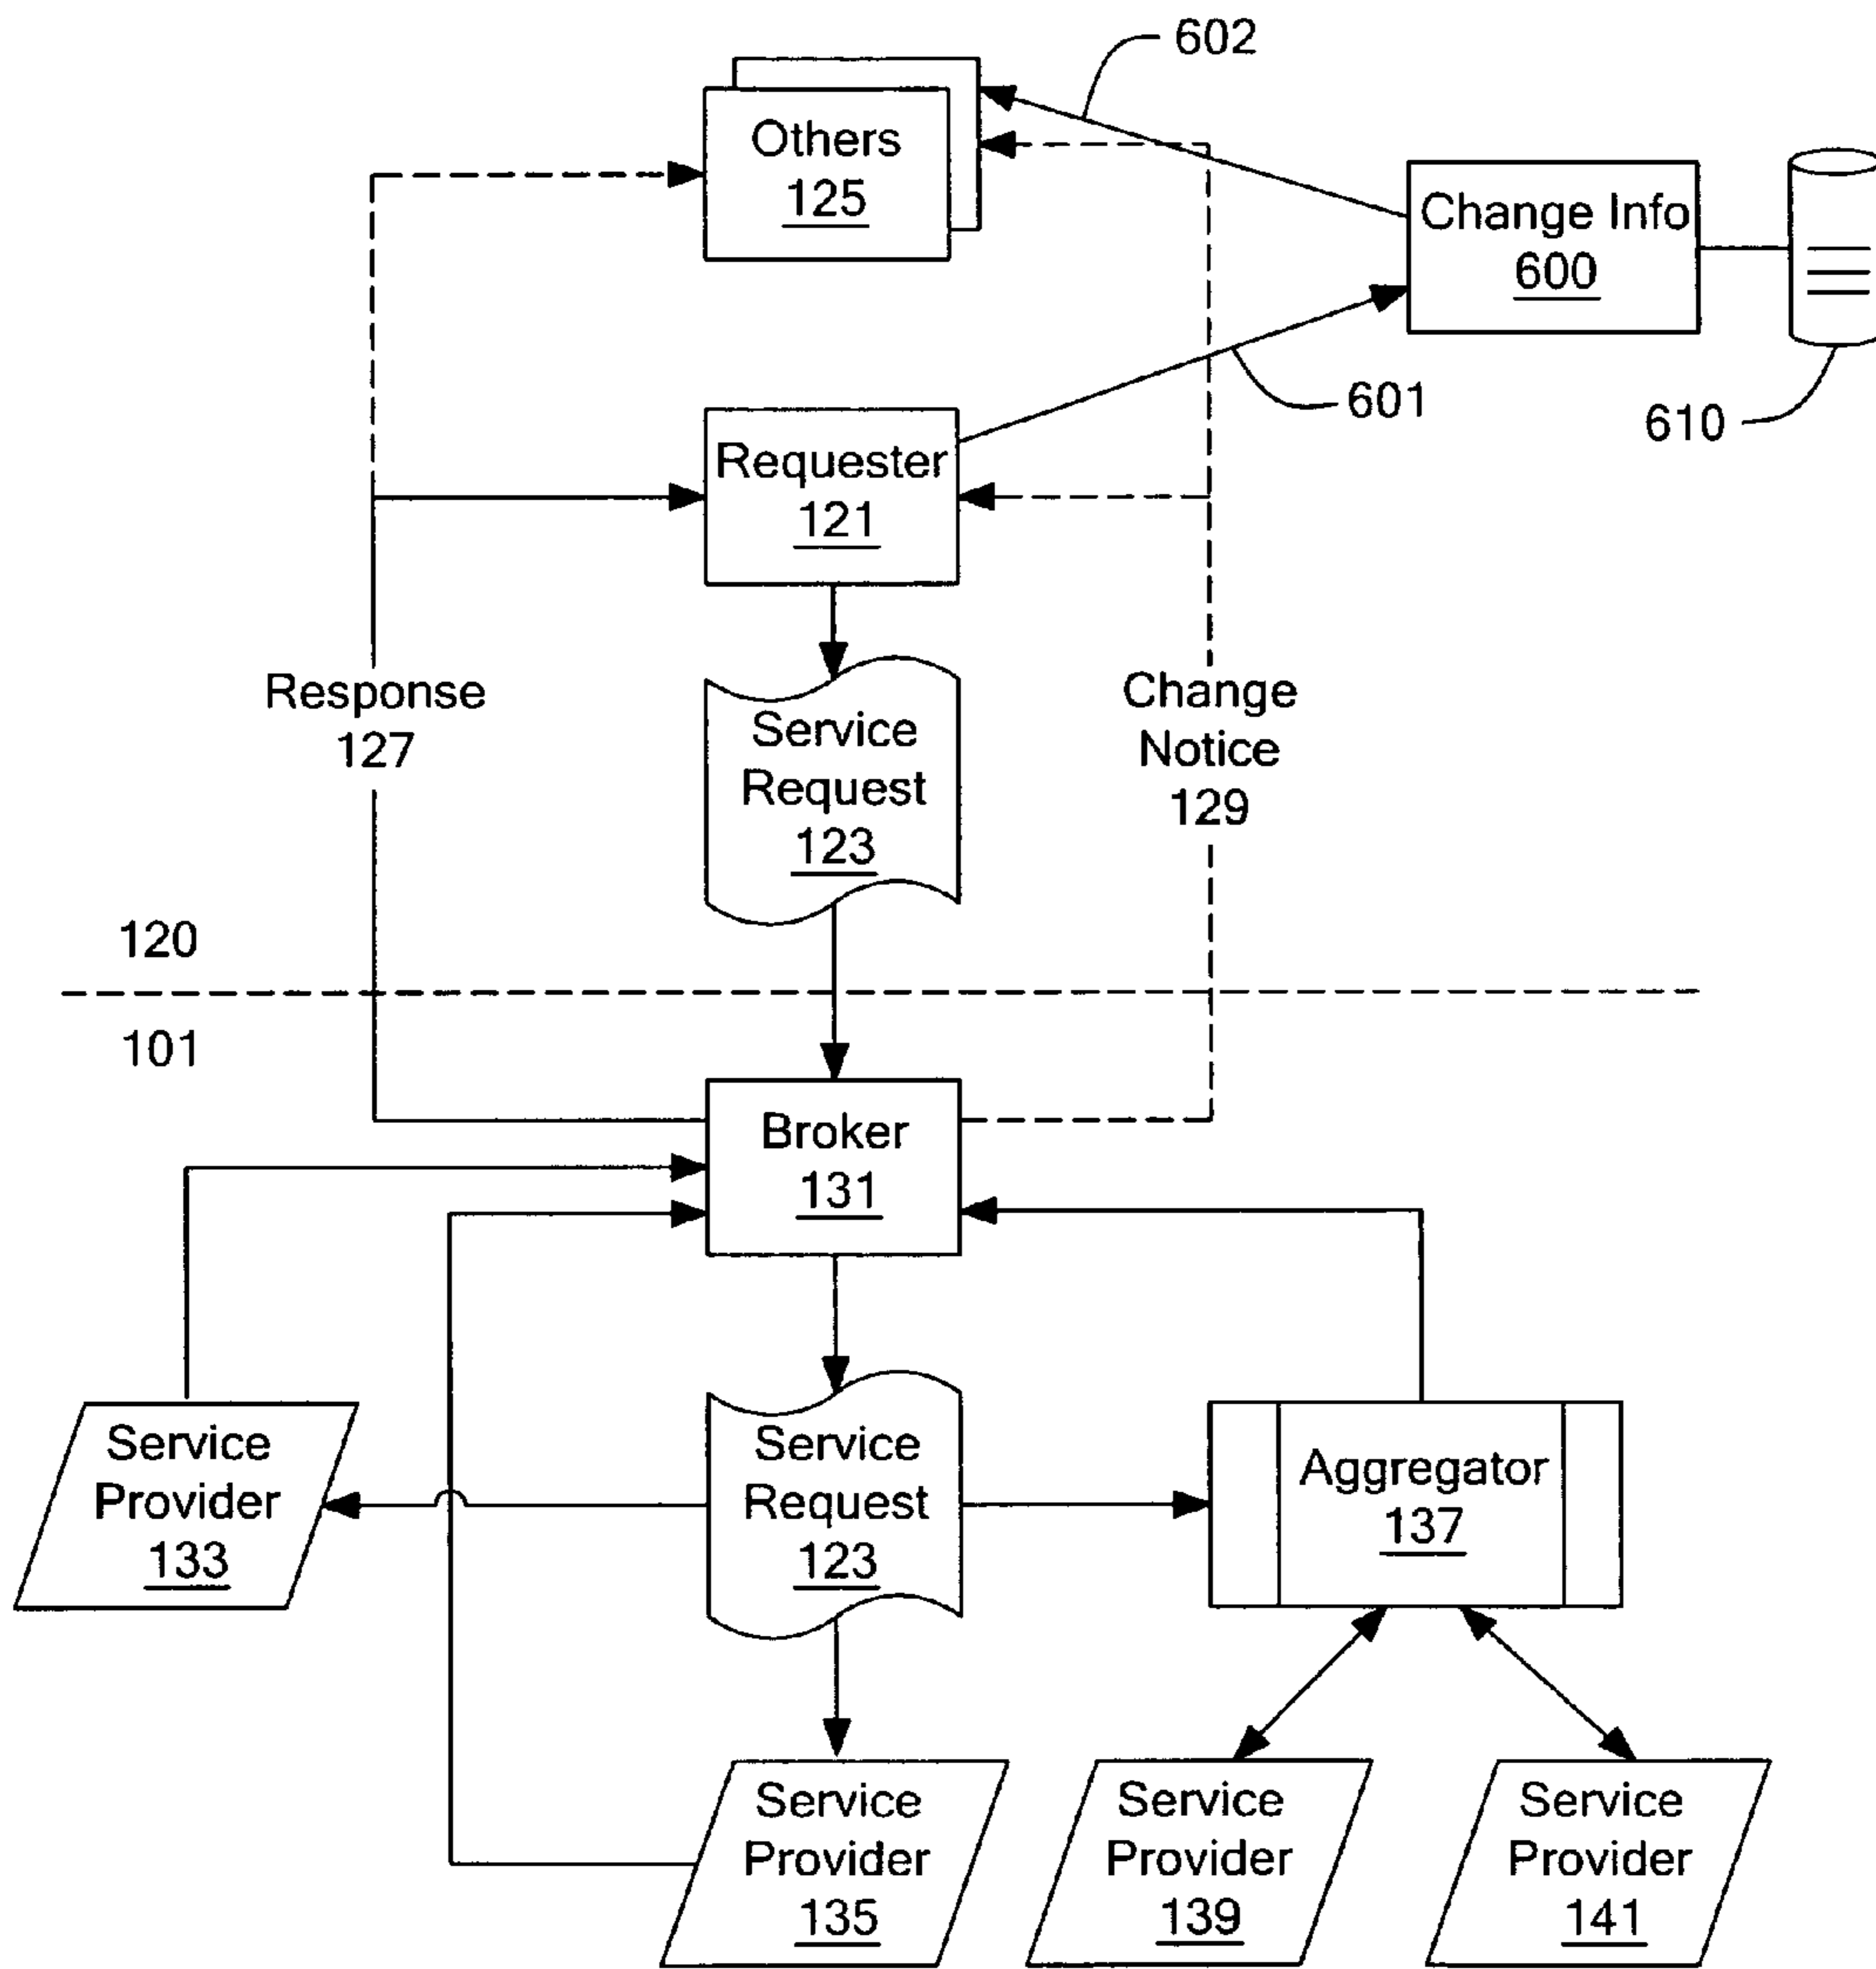 602
Others
125
Change Info
600
601
610
Requester
121
Response
127
Service
Request
123
Change
Notice
129
120
101
Broker
131
Service
Provider
133
Service
Request
123
Aggregator
137
Service
Provider
135
Service
Provider
139
Service
Provider
141